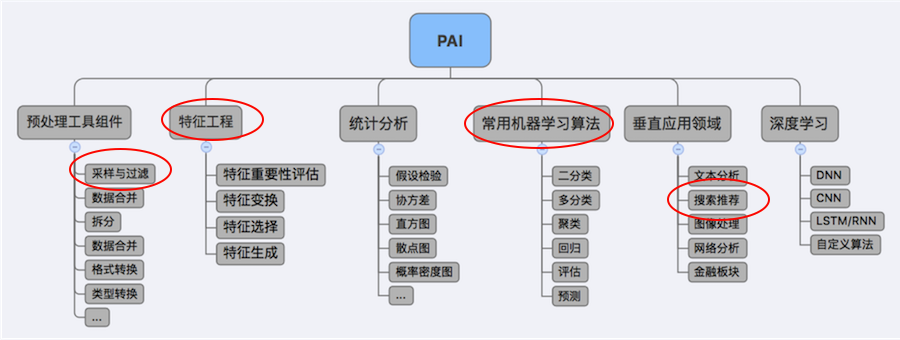 PAI
预处理工具组件
采样与过滤
数据合并
拆分
数据合并
格式转换
类型转换
...
特征工程
特征重要性评估
特征变换
特征选择
特征生成
统计分析
假设检验
协方差
直方图
散点图
概率密度图
...
常用机器学习算法
二分类
多分类
聚类
回归
评估
预测
垂直应用领域
文本分析
搜索推荐
图像处理
网络分析
金融板块
深度学习
DNN
CNN
LSTM/RNN
自定义算法